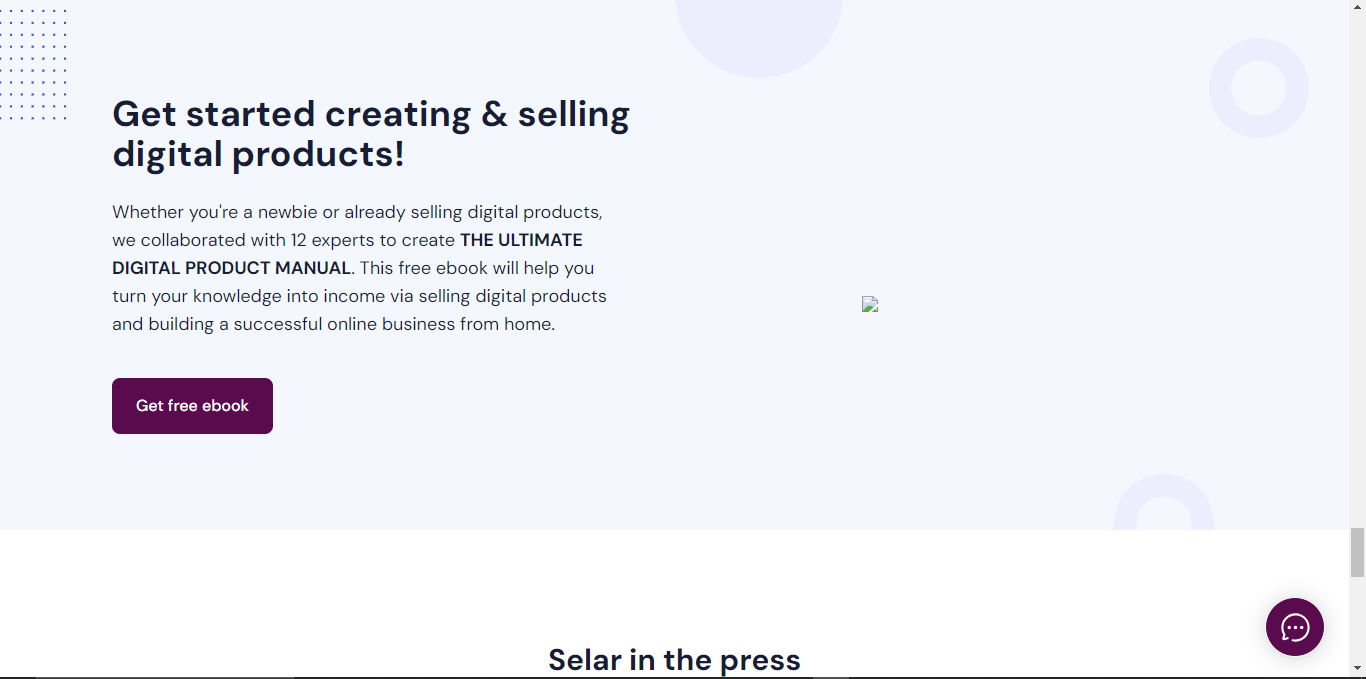 Get started creating & selling
digital products!
Whether you're a newbie or already selling digital products,
we collaborated with 12 experts to create THE ULTIMATE
DIGITAL PRODUCT MANUAL. This free ebook will help you
turn your knowledge into income via selling digital products
and building a successful online business from home.
Get free ebook
Selar in the press